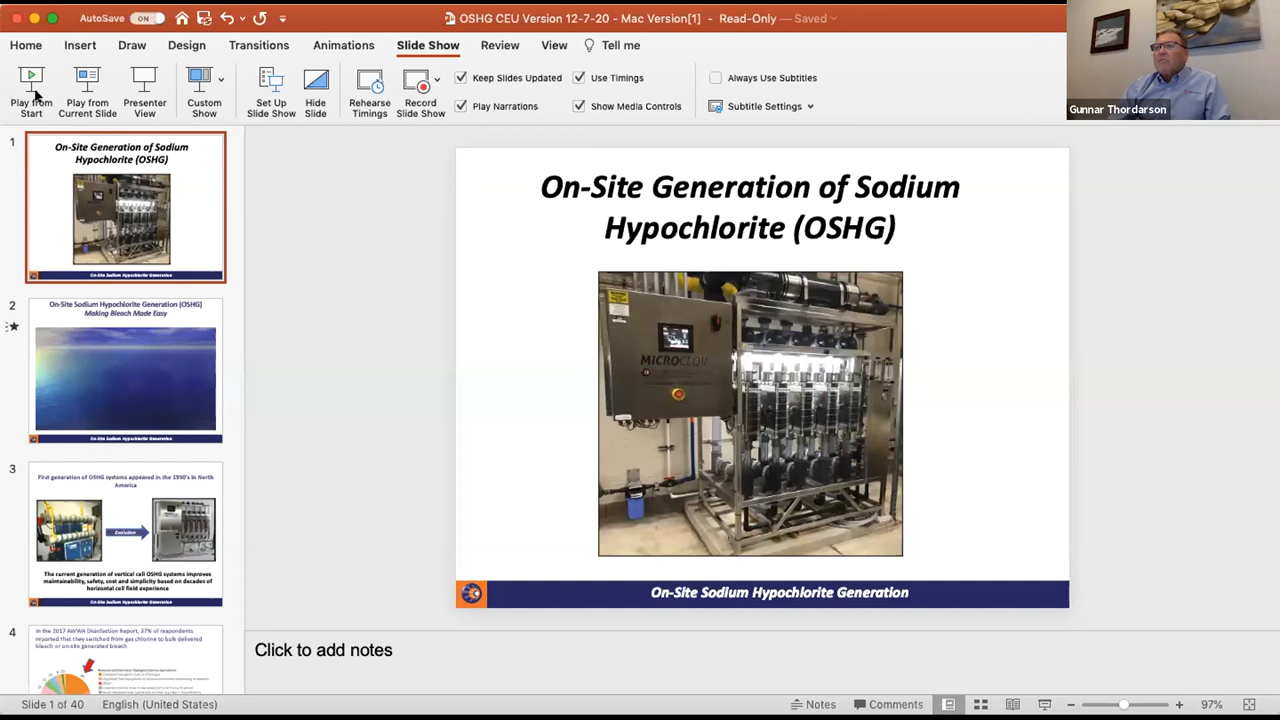 AutoSave ON
OSHG CEU Version 12-7-20 - Mac Version[1] - Read-Only — Saved
Home Insert Draw Design Transitions Animations Slide Show Review View Tell me
Play from Start
Play from Current Slide
Presenter View
Custom Show
Set Up Slide Show
Hide Slide
Rehearse Timings
Record Slide Show
Keep Slides Updated
Use Timings
Play Narrations
Show Media Controls
Always Use Subtitles
Subtitle Settings
Gunnar Thordarson
1
On-Site Generation of Sodium
Hypochlorite (OSHG)
On-Site Sodium Hypochlorite Generation
2
On-Site Sodium Hypochlorite Generation (OSHG)
Making Bleach Made Easy
On-Site Sodium Hypochlorite Generation
3
First generation of OSHG systems appeared in the 1990's in North
America
Evolution
The current generation of vertical cell OSHG systems improves
maintainability, safety, cost and simplicity based on decades of
horizontal cell field experience
On-Site Sodium Hypochlorite Generation
4
In the 2017 AWWA Disinfection Report, 37% of respondents
reported that they switched from gas chlorine to bulk delivered
bleach or on-site generated bleach
On-Site Generation of Sodium
Hypochlorite (OSHG)
MICROCLOR
On-Site Sodium Hypochlorite Generation
Click to add notes
Slide 1 of 40 English (United States) Notes Comments 97%